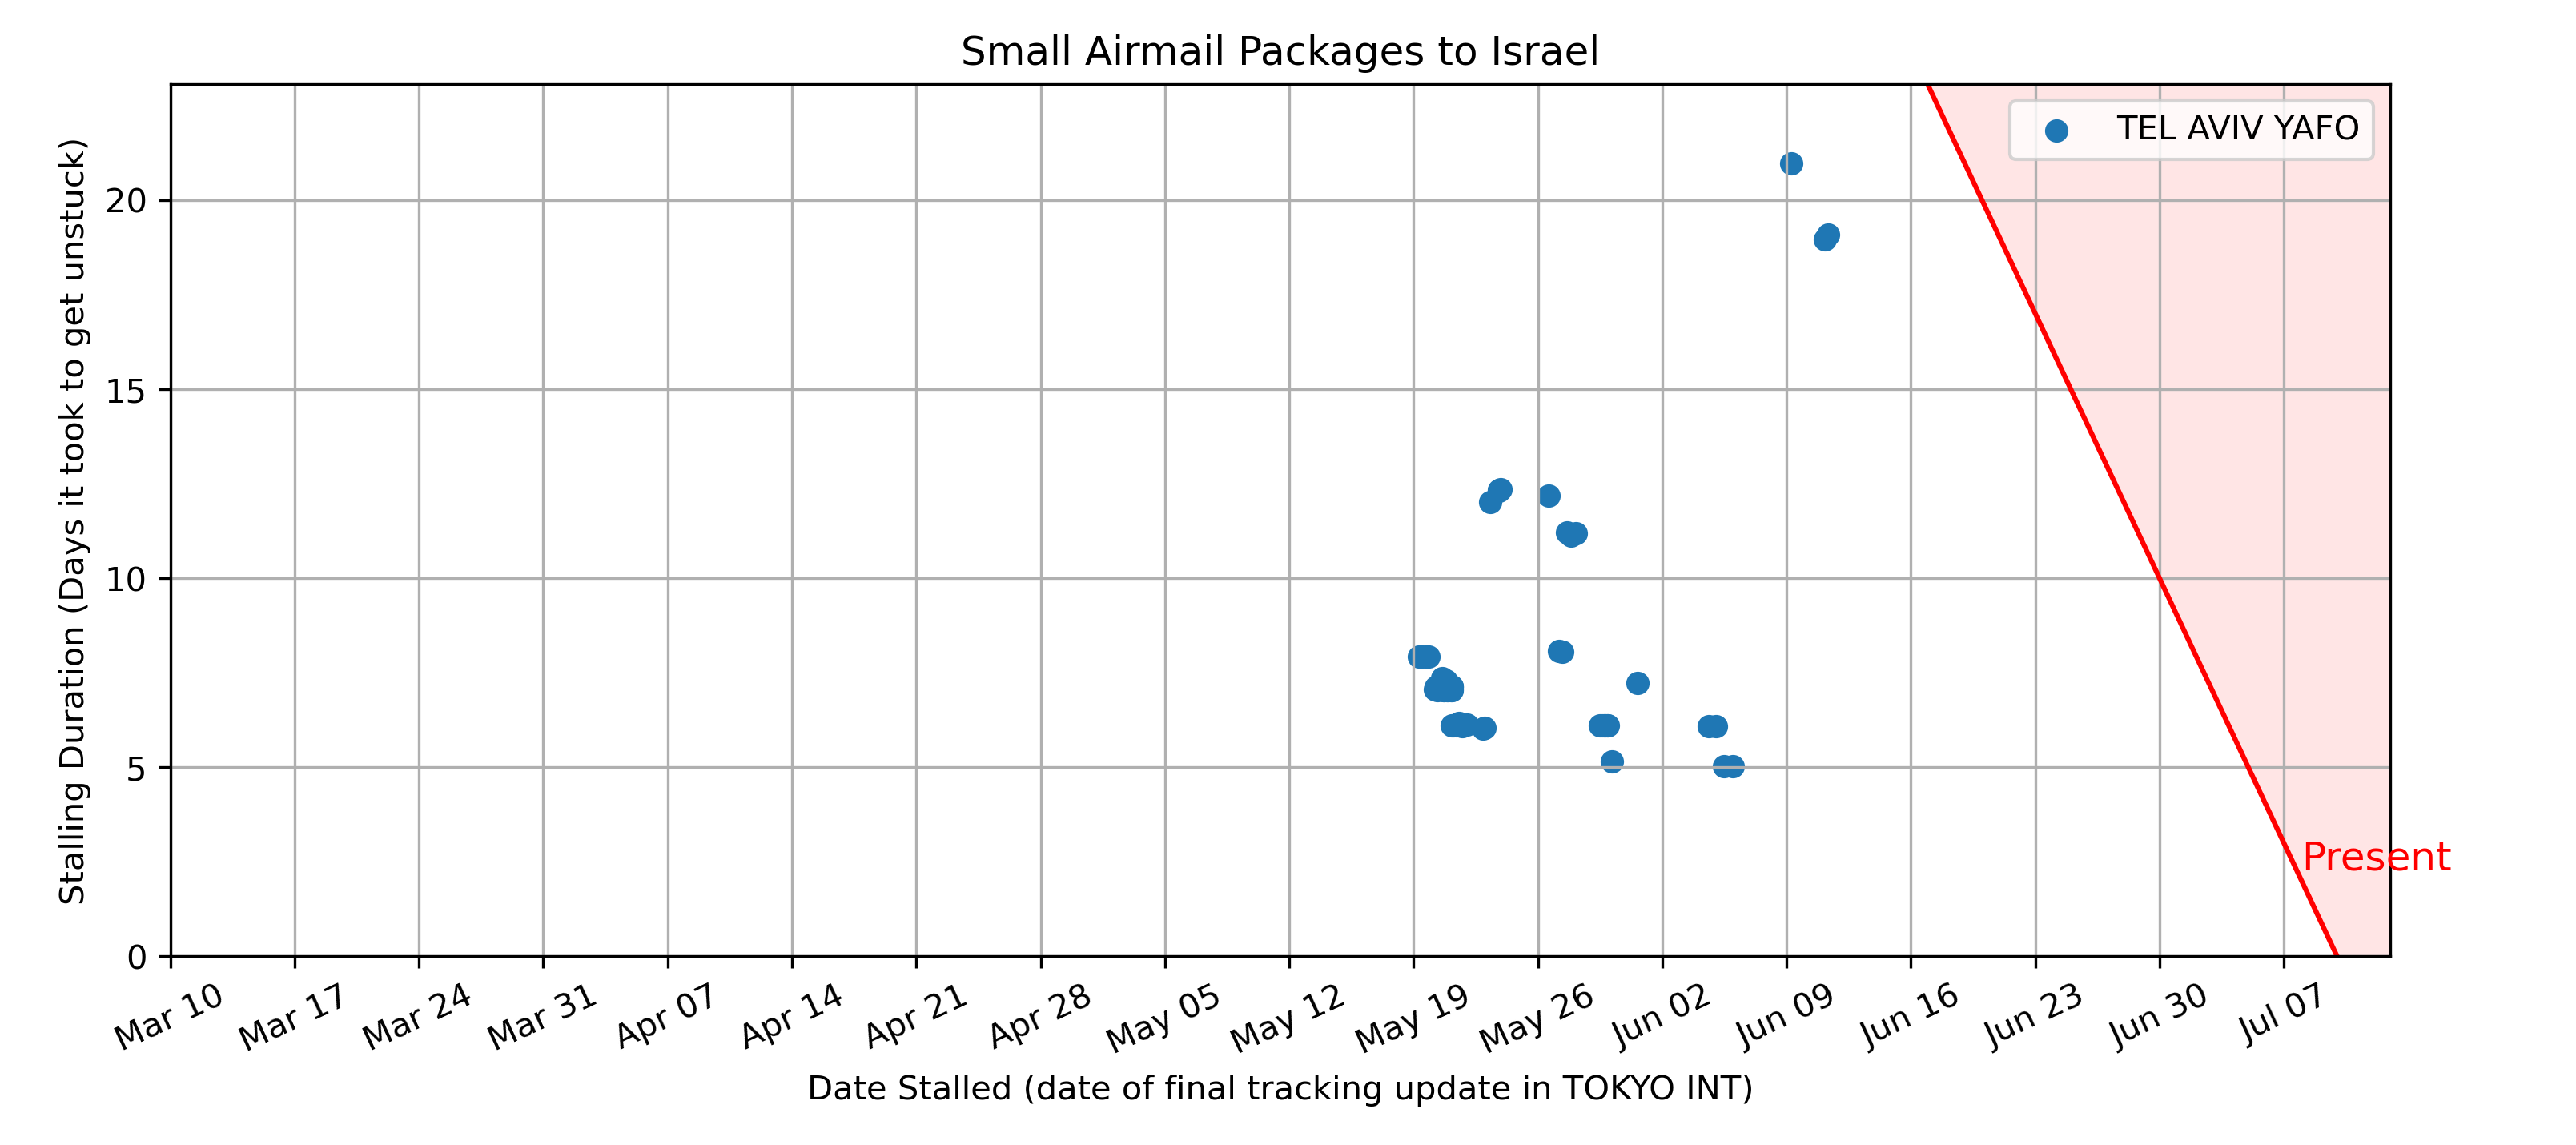 Small Airmail Packages to Israel
TEL AVIV YAFO
Stalling Duration (Days it took to get unstuck)
20
15
10
5
0
Present
Mar 10
Mar 17
Mar 24
Mar 31
Apr 07
Apr 14
Apr 21
Apr 28
May 05
May 12
May 19
May 26
Jun 02
Jun 09
Jun 16
Jun 23
Jun 30
Jul 07
Date Stalled (date of final tracking update in TOKYO INT)